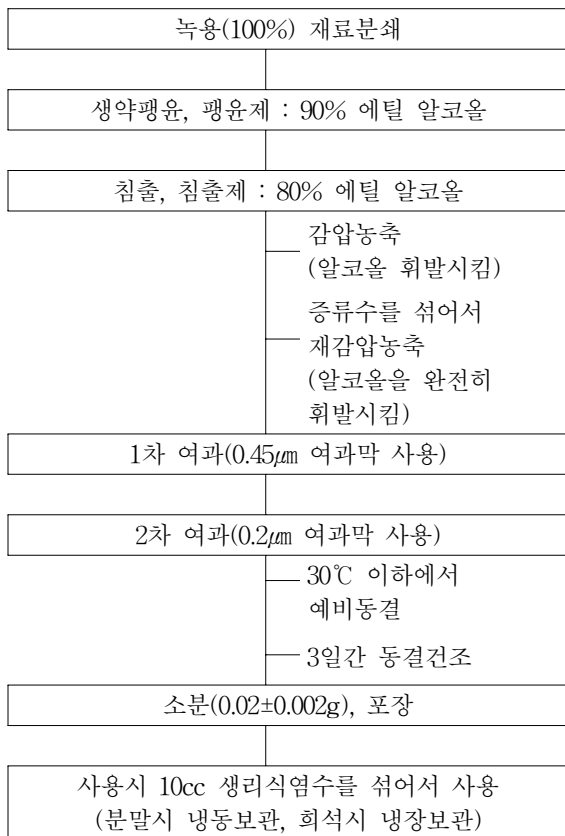 녹용(100%) 재료분쇄
생약팽윤, 팽윤제 : 90% 에틸 알코올
침출, 침출제 : 80% 에틸 알코올
감압농축
(알코올 휘발시킴)
증류수를 섞어서
재감압농축
(알코올을 완전히
휘발시킴)
1차 여과(0.45㎛ 여과막 사용)
2차 여과(0.2㎛ 여과막 사용)
30℃ 이하에서
예비동결
3일간 동결건조
소분(0.02±0.002g), 포장
사용시 10cc 생리식염수를 섞어서 사용
(분말시 냉동보관, 희석시 냉장보관)